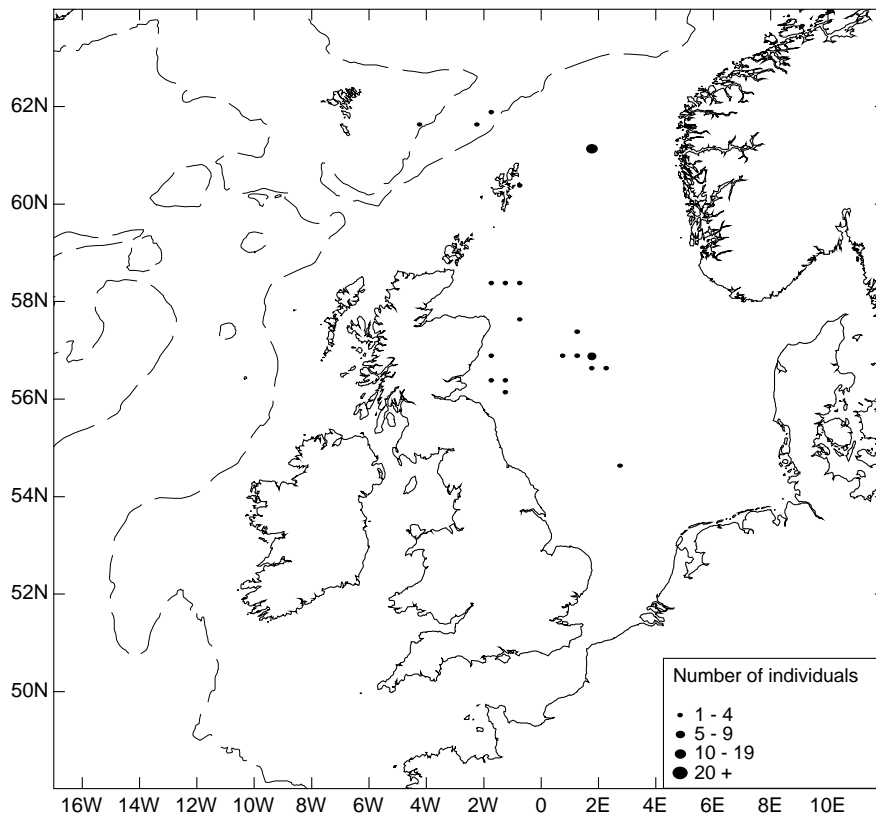 62N
60N
58N
56N
54N
52N
50N
Number of individuals
1 - 4
5 - 9
10 - 19
20 +
16W 14W 12W 10W 8W 6W 4W 2W 0 2E 4E 6E 8E 10E